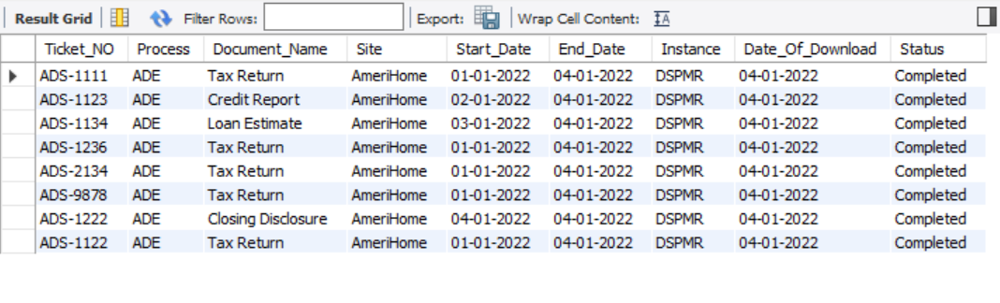 Result Grid Filter Rows: Export: Wrap Cell Content: IA
Ticket_NO Process Document_Name Site Start_Date End_Date Instance Date_Of_Download Status
ADS-1111 ADE Tax Return AmeriHome 01-01-2022 04-01-2022 DSPMR 04-01-2022 Completed
ADS-1123 ADE Credit Report AmeriHome 02-01-2022 04-01-2022 DSPMR 04-01-2022 Completed
ADS-1134 ADE Loan Estimate AmeriHome 03-01-2022 04-01-2022 DSPMR 04-01-2022 Completed
ADS-1236 ADE Tax Return AmeriHome 01-01-2022 04-01-2022 DSPMR 04-01-2022 Completed
ADS-2134 ADE Tax Return AmeriHome 01-01-2022 04-01-2022 DSPMR 04-01-2022 Completed
ADS-9878 ADE Tax Return AmeriHome 01-01-2022 04-01-2022 DSPMR 04-01-2022 Completed
ADS-1222 ADE Closing Disclosure AmeriHome 04-01-2022 04-01-2022 DSPMR 04-01-2022 Completed
ADS-1122 ADE Tax Return AmeriHome 01-01-2022 04-01-2022 DSPMR 04-01-2022 Completed